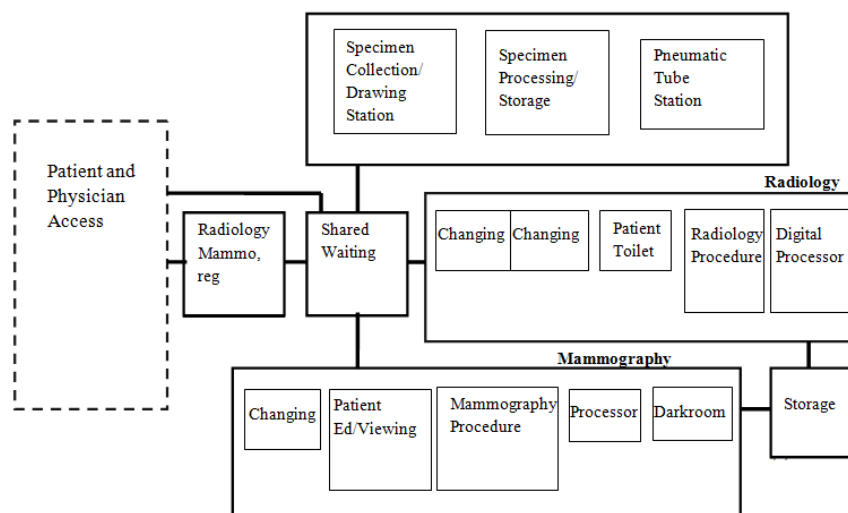 Specimen
Collection/
Drawing
Station
Specimen
Processing/
Storage
Pneumatic
Tube
Station
Patient and
Physician
Access
Radiology
Mammo,
reg
Shared
Waiting
Radiology
Changing
Changing
Patient
Toilet
Radiology
Procedure
Digital
Processor
Mammography
Changing
Patient
Ed/Viewing
Mammography
Procedure
Processor
Darkroom
Storage